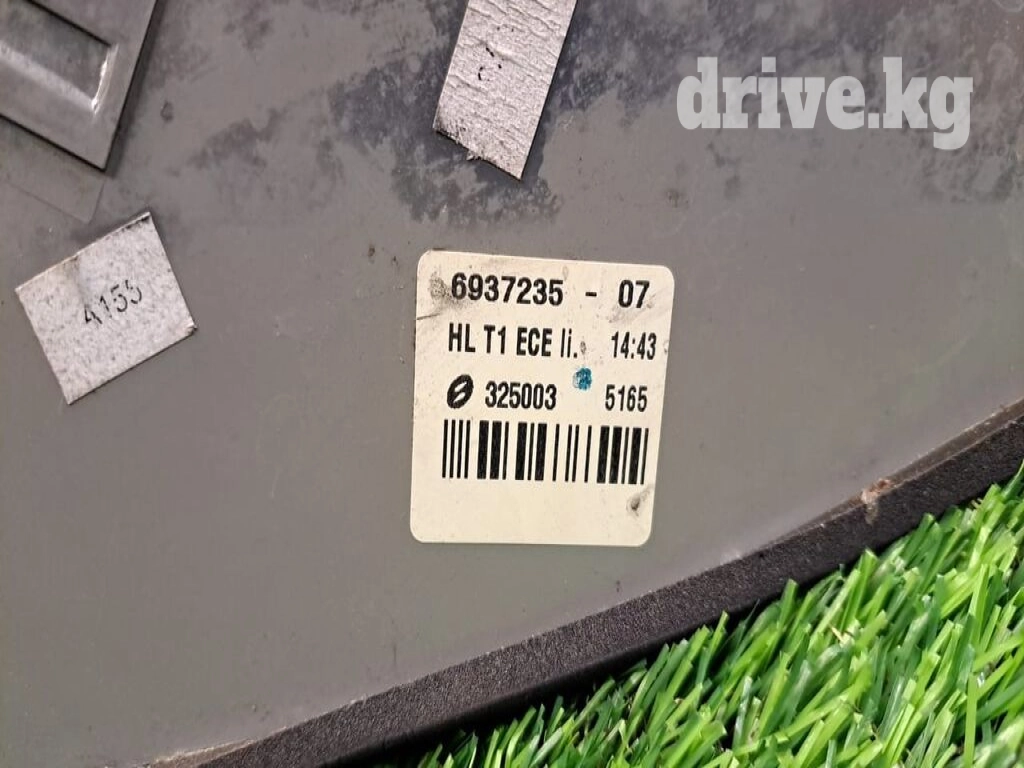 drive.kg
4155
6937235 - 07
HL T1 ECE li. 14:43
325003 5165